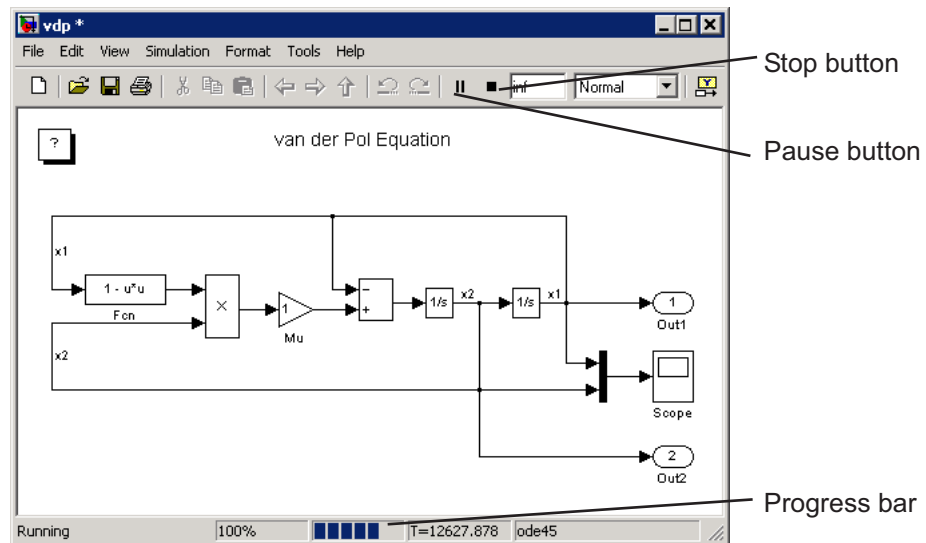 vdp *
File Edit View Simulation Format Tools Help
Stop button
inf Normal
Pause button
?
van der Pol Equation
x1
1 - u*u
Fcn
×
1
Mu
−
+
1/s
x2
1/s
x1
1
Out1
x2
Scope
2
Out2
Progress bar
Running 100% T=12627.878 ode45